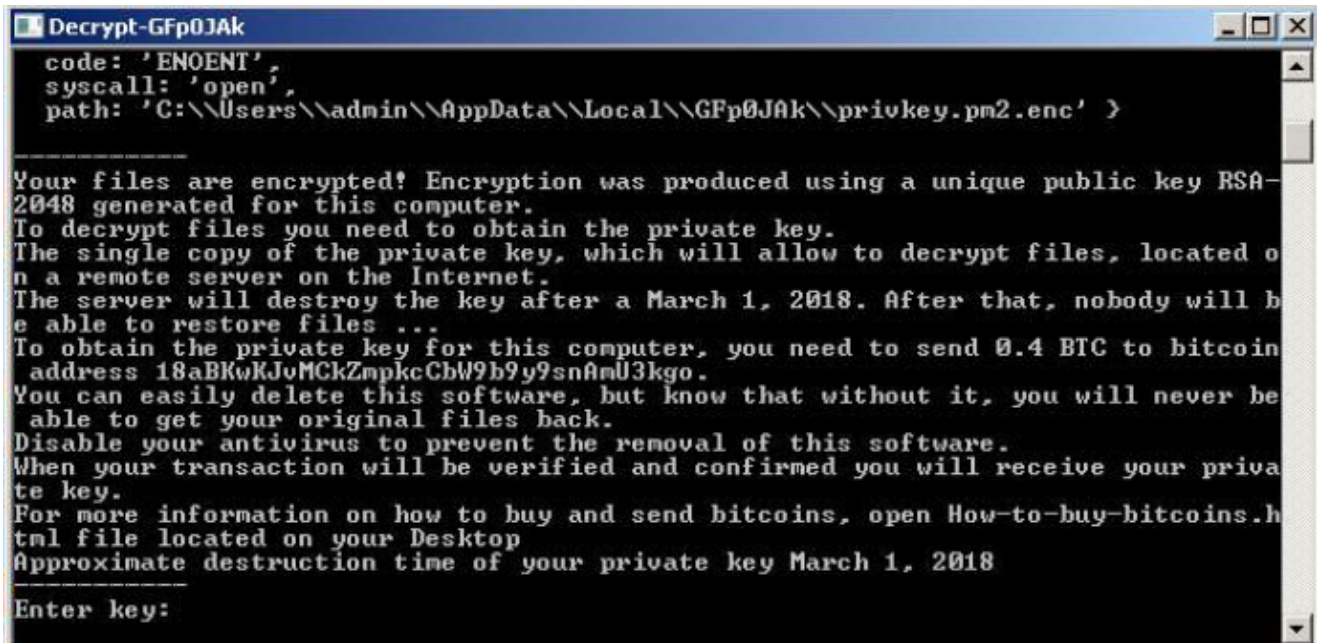 Decrypt-GFp0JAk
code: 'ENOENT',
syscall: 'open',
path: 'C:\\Users\\admin\\AppData\\Local\\GFp0JAk\\privkey.pm2.enc' }
-----------
Your files are encrypted! Encryption was produced using a unique public key RSA-
2048 generated for this computer.
To decrypt files you need to obtain the private key.
The single copy of the private key, which will allow to decrypt files, located o
n a remote server on the Internet.
The server will destroy the key after a March 1, 2018. After that, nobody will b
e able to restore files ...
To obtain the private key for this computer, you need to send 0.4 BTC to bitcoin
address 18aBKwKJvMCkZmpkcCbW9b9y9snAmU3kgo.
You can easily delete this software, but know that without it, you will never be
able to get your original files back.
Disable your antivirus to prevent the removal of this software.
When your transaction will be verified and confirmed you will receive your priva
te key.
For more information on how to buy and send bitcoins, open How-to-buy-bitcoins.h
tml file located on your Desktop
Approximate destruction time of your private key March 1, 2018
-----------
Enter key: